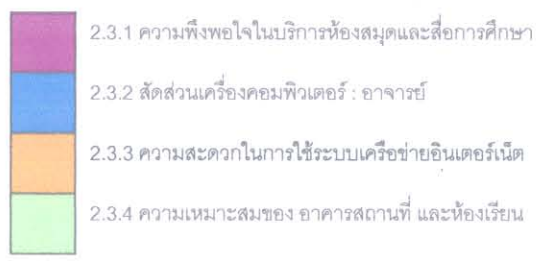 2.3.1 ความพึงพอใจในบริการห้องสมุดและสื่อการศึกษา
2.3.2 สัดส่วนเครื่องคอมพิวเตอร์ : อาจารย์
2.3.3 ความสะดวกในการใช้ระบบเครือข่ายอินเตอร์เน็ต
2.3.4 ความเหมาะสมของ อาคารสถานที่ และห้องเรียน